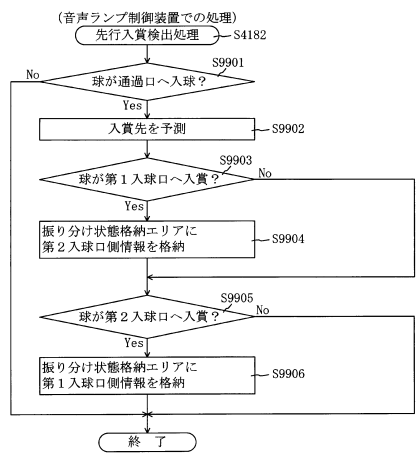 (音声ランプ制御装置での処理)
先行入賞検出処理
S4182
S9901
No
球が通過口へ入球?
Yes
入賞先を予測
S9902
S9903
球が第1入球口へ入賞?
No
Yes
振り分け状態格納エリアに
第2入球口側情報を格納
S9904
S9905
球が第2入球口へ入賞?
No
Yes
振り分け状態格納エリアに
第1入球口側情報を格納
S9906
終 了